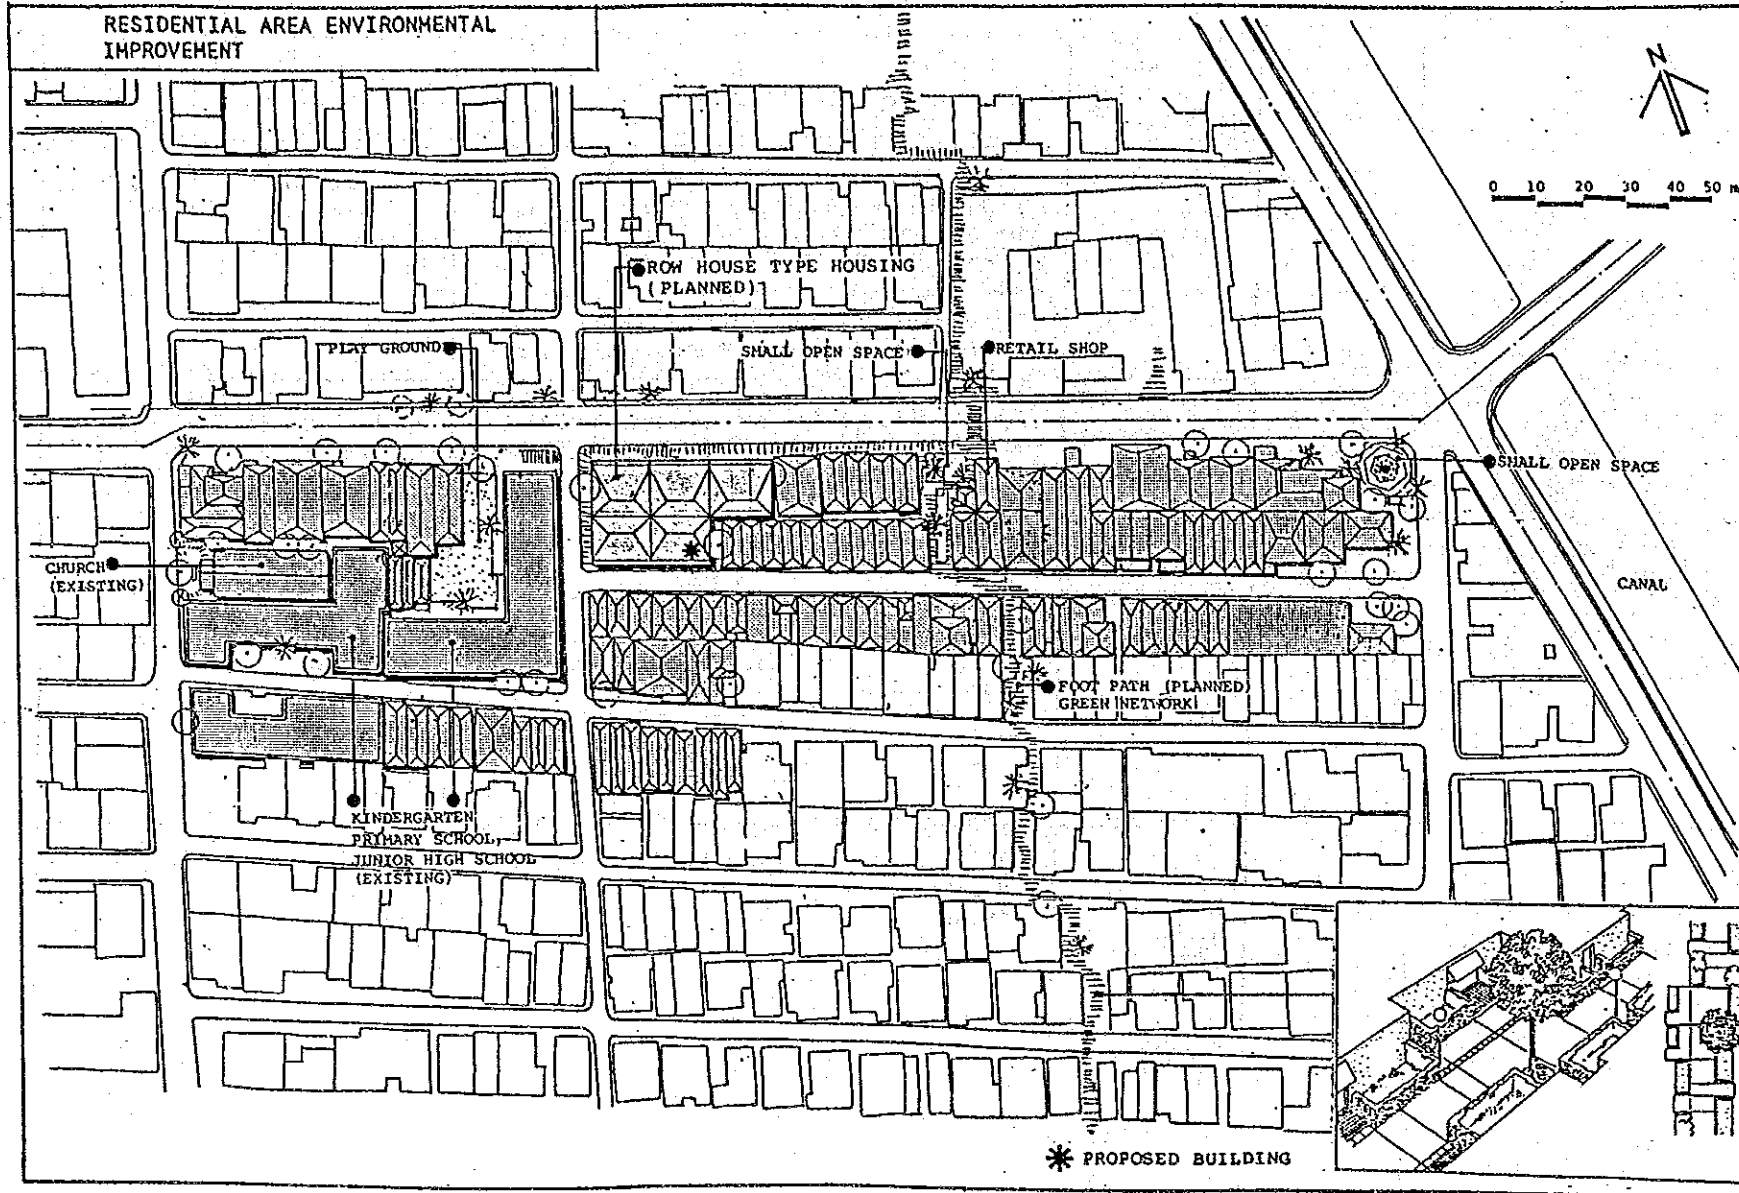 RESIDENTIAL AREA ENVIRONMENTAL
IMPROVEMENT
N
0 10 20 30 40 50 m
ROW HOUSE TYPE HOUSING
(PLANNED)
PLAY GROUND
SMALL OPEN SPACE
RETAIL SHOP
SMALL OPEN SPACE
CHURCH
(EXISTING)
CANAL
FOOT PATH (PLANNED)
GREEN NETWORK
KINDERGARTEN
PRIMARY SCHOOL,
JUNIOR HIGH SCHOOL
(EXISTING)
PROPOSED BUILDING